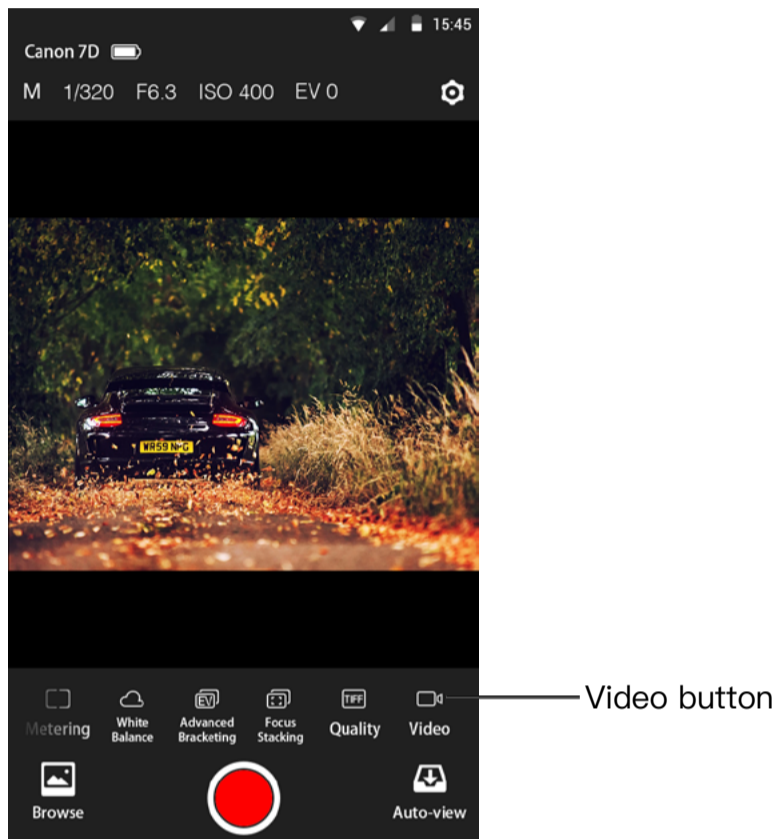 15:45
Canon 7D
M 1/320 F6.3 ISO 400 EV 0
WR59 NPG
EV
TIFF
Metering White Balance Advanced Bracketing Focus Stacking Quality Video
Video button
Browse Auto-view